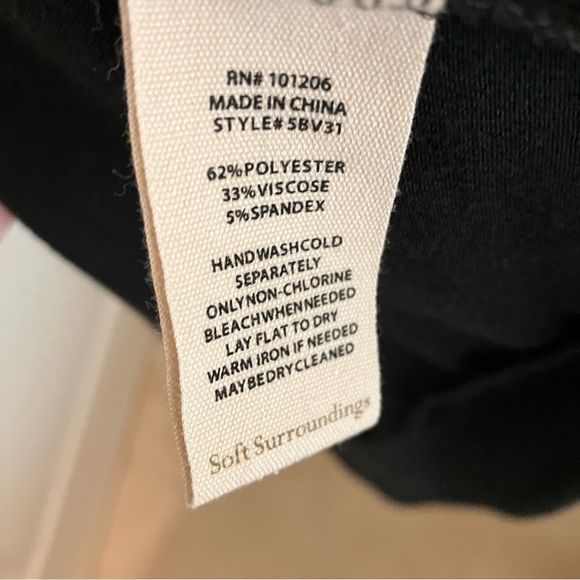 RN# 101206
MADE IN CHINA
STYLE# 5BV31
62%POLYESTER
33%VISCOSE
5%SPANDEX
HANDWASHCOLD
SEPARATELY
ONLYNON-CHLORINE
BLEACHWHENNEEDED
LAY FLAT TO DRY
WARM IRON IF NEEDED
MAYBEDRYCLEANED
Soft Surroundings